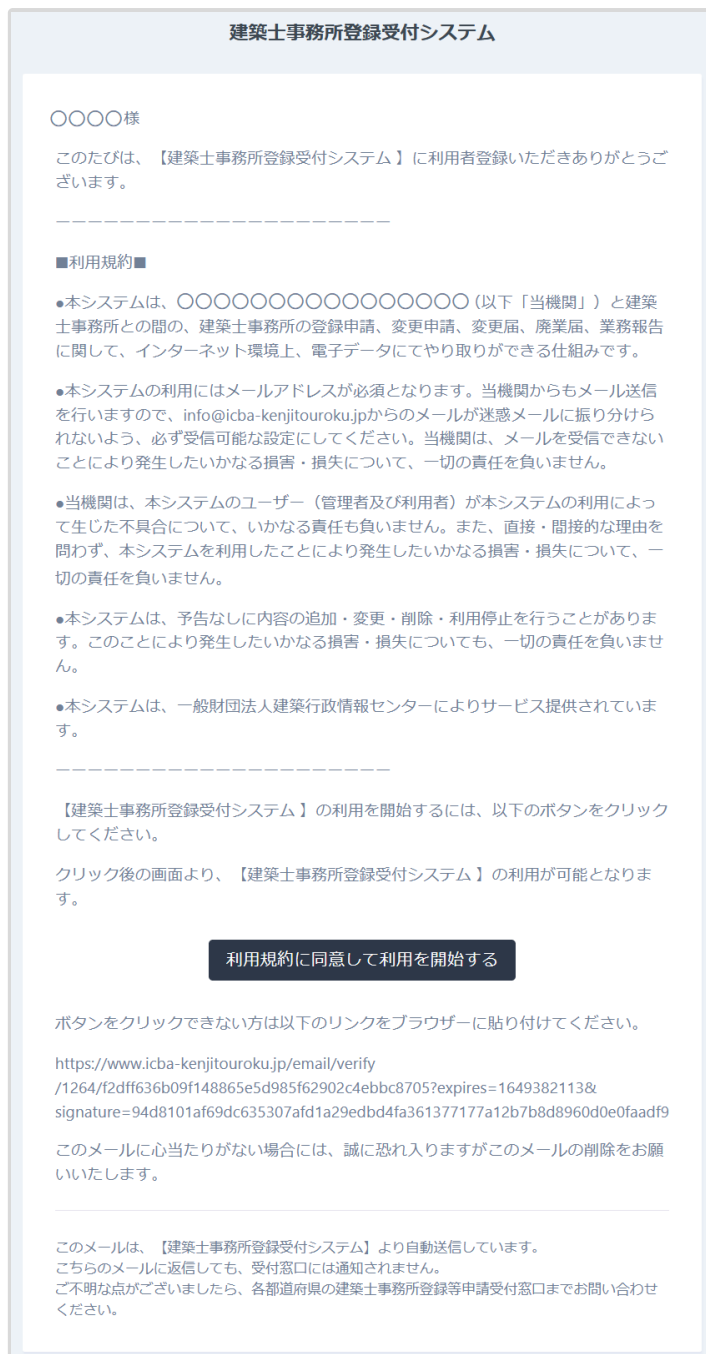 建築士事務所登録受付システム
〇〇〇〇様
このたびは、【建築士事務所登録受付システム 】に利用者登録いただきありがとうご
ざいます。
ーーーーーーーーーーーーーーーーーーーーー
■利用規約■
●本システムは、〇〇〇〇〇〇〇〇〇〇〇〇〇〇〇〇（以下「当機関」）と建築
士事務所との間の、建築士事務所の登録申請、変更申請、変更届、廃業届、業務報告
に関して、インターネット環境上、電子データにてやり取りができる仕組みです。
●本システムの利用にはメールアドレスが必須となります。当機関からもメール送信
を行いますので、info@icba-kenjitouroku.jpからのメールが迷惑メールに振り分けら
れないよう、必ず受信可能な設定にしてください。当機関は、メールを受信できない
ことにより発生したいかなる損害・損失について、一切の責任を負いません。
●当機関は、本システムのユーザー（管理者及び利用者）が本システムの利用によっ
て生じた不具合について、いかなる責任も負いません。また、直接・間接的な理由を
問わず、本システムを利用したことにより発生したいかなる損害・損失について、一
切の責任を負いません。
●本システムは、予告なしに内容の追加・変更・削除・利用停止を行うことがありま
す。このことにより発生したいかなる損害・損失についても、一切の責任を負いませ
ん。
●本システムは、一般財団法人建築行政情報センターによりサービス提供されていま
す。
ーーーーーーーーーーーーーーーーーーーーー
【建築士事務所登録受付システム 】の利用を開始するには、以下のボタンをクリック
してください。
クリック後の画面より、【建築士事務所登録受付システム 】の利用が可能となりま
す。
利用規約に同意して利用を開始する
ボタンをクリックできない方は以下のリンクをブラウザーに貼り付けてください。
https://www.icba-kenjitouroku.jp/email/verify
/1264/f2dff636b09f148865e5d985f62902c4ebbc8705?expires=1649382113&
signature=94d8101af69dc635307afd1a29edbd4fa361377177a12b7b8d8960d0e0faadf9
このメールに心当たりがない場合には、誠に恐れ入りますがこのメールの削除をお願
いいたします。
このメールは、【建築士事務所登録受付システム】より自動送信しています。
こちらのメールに返信しても、受付窓口には通知されません。
ご不明な点がございましたら、各都道府県の建築士事務所登録等申請受付窓口までお問い合わせ
ください。